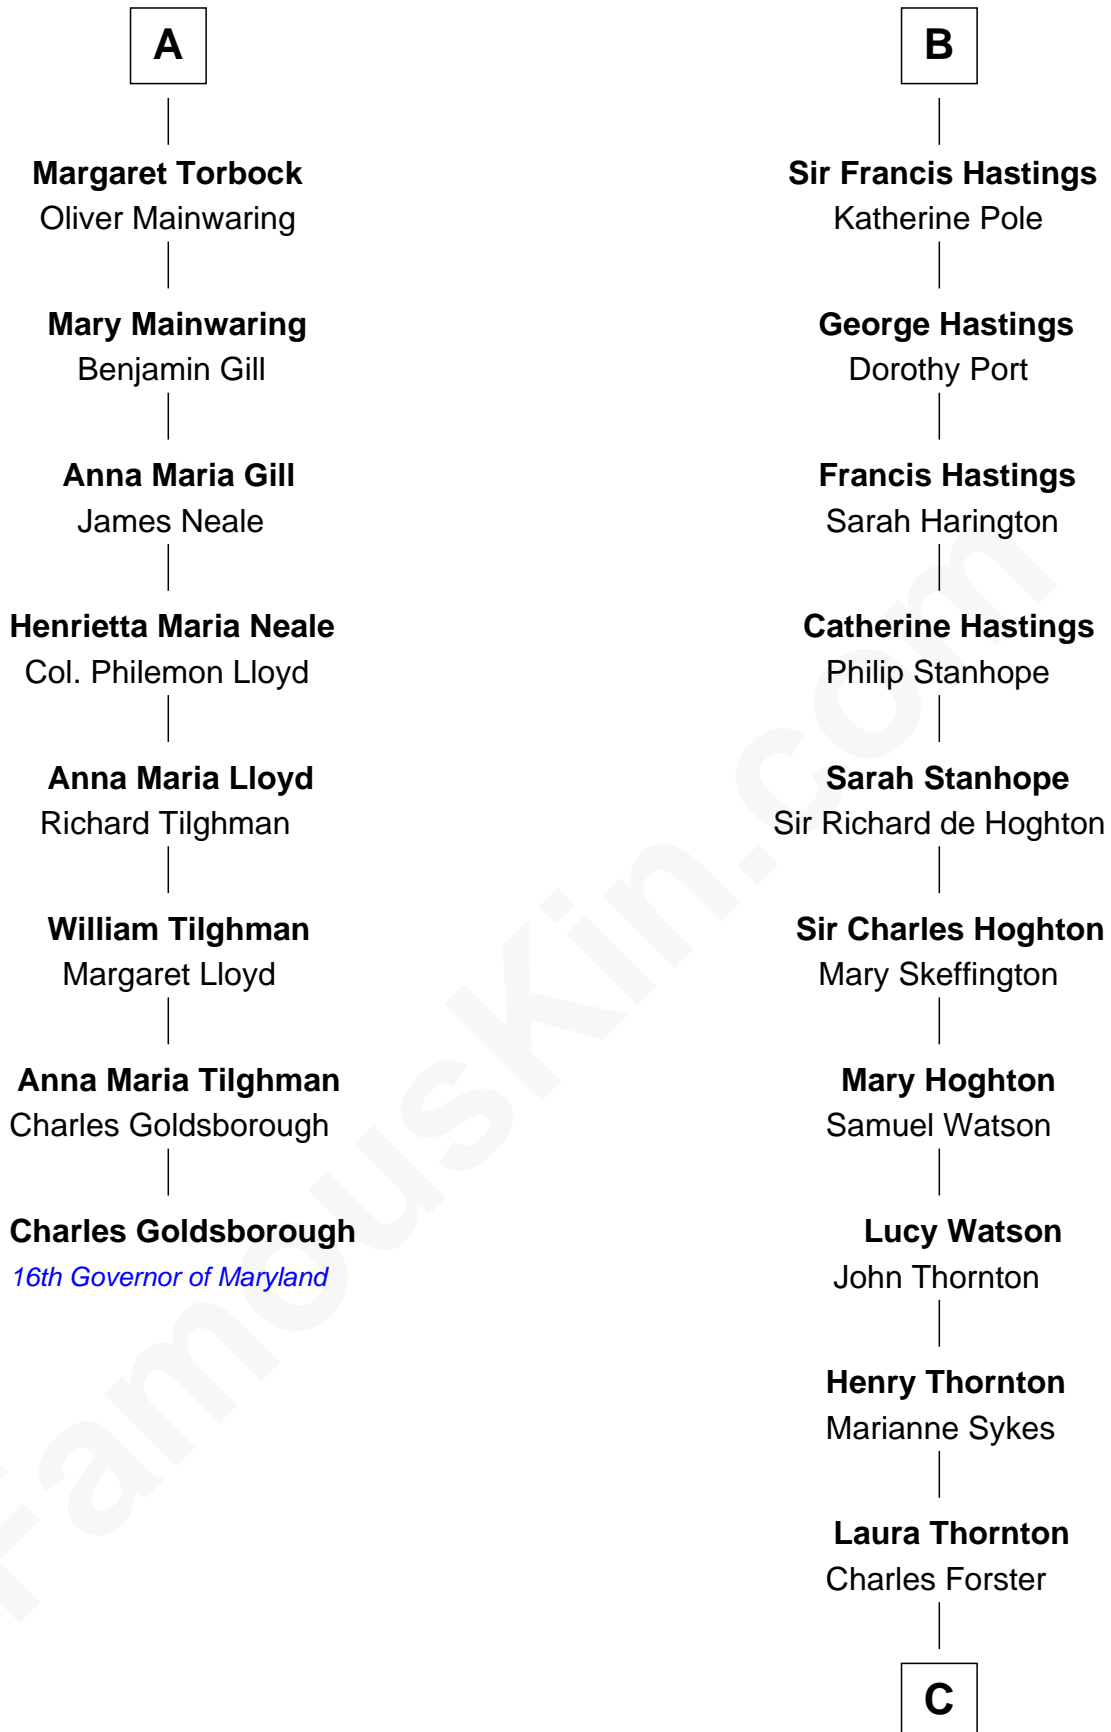 A
Margaret Torbock
Oliver Mainwaring
Mary Mainwaring
Benjamin Gill
Anna Maria Gill
James Neale
Henrietta Maria Neale
Col. Philemon Lloyd
Anna Maria Lloyd
Richard Tilghman
William Tilghman
Margaret Lloyd
Anna Maria Tilghman
Charles Goldsborough
Charles Goldsborough
16th Governor of Maryland
B
Sir Francis Hastings
Katherine Pole
George Hastings
Dorothy Port
Francis Hastings
Sarah Harington
Catherine Hastings
Philip Stanhope
Sarah Stanhope
Sir Richard de Hoghton
Sir Charles Hoghton
Mary Skeffington
Mary Hoghton
Samuel Watson
Lucy Watson
John Thornton
Henry Thornton
Marianne Sykes
Laura Thornton
Charles Forster
C
FamousKin.com